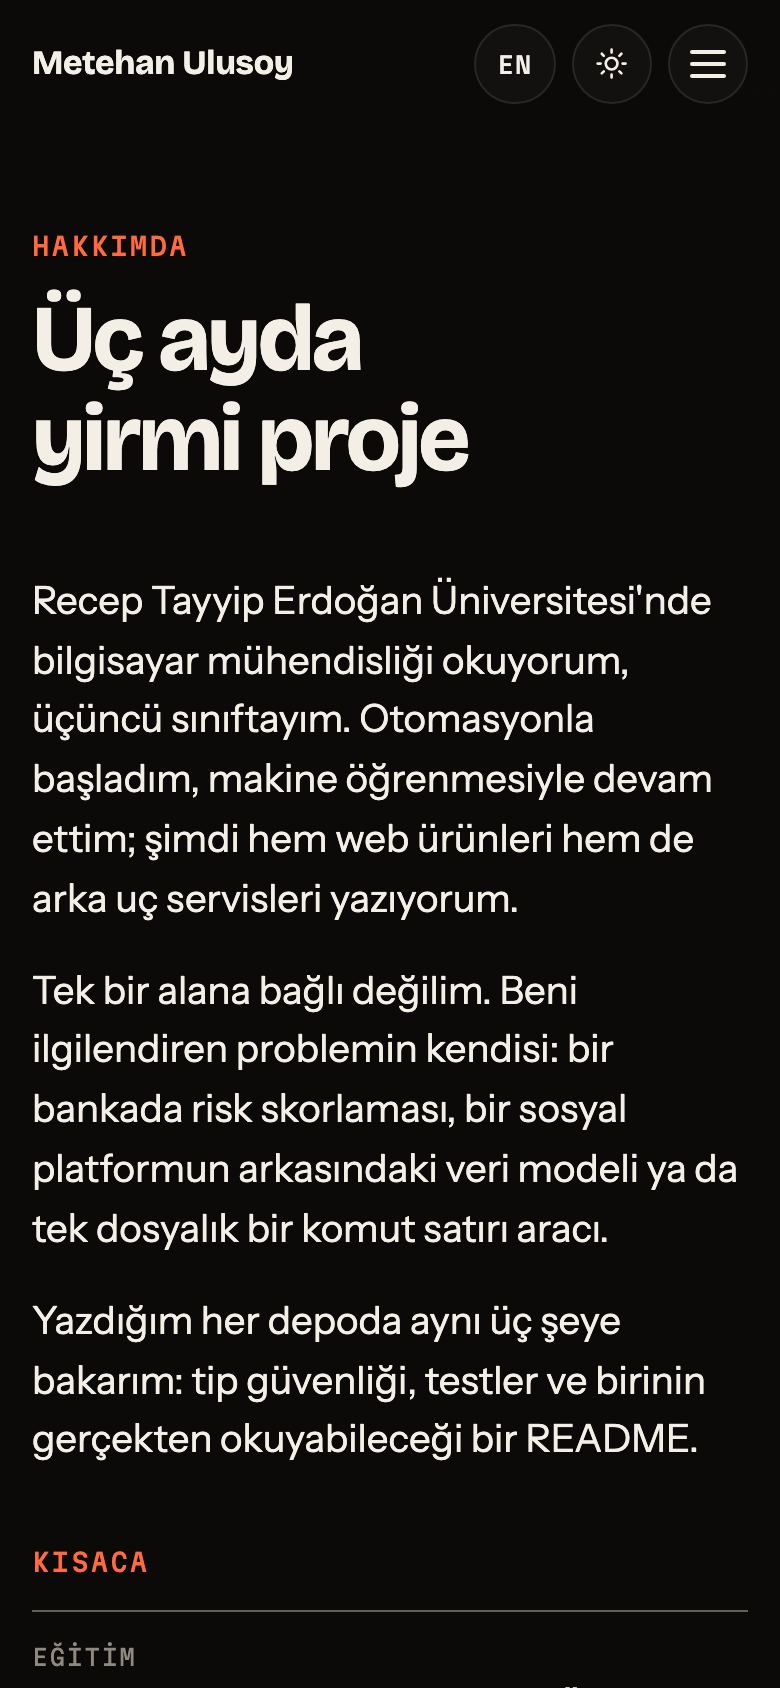 Metehan Ulusoy
EN
HAKKIMDA
Üç ayda
yirmi proje
Recep Tayyip Erdoğan Üniversitesi'nde
bilgisayar mühendisliği okuyorum,
üçüncü sınıftayım. Otomasyonla
başladım, makine öğrenmesiyle devam
ettim; şimdi hem web ürünleri hem de
arka uç servisleri yazıyorum.
Tek bir alana bağlı değilim. Beni
ilgilendiren problemin kendisi: bir
bankada risk skorlaması, bir sosyal
platformun arkasındaki veri modeli ya da
tek dosyalık bir komut satırı aracı.
Yazdığım her depoda aynı üç şeye
bakarım: tip güvenliği, testler ve birinin
gerçekten okuyabileceği bir README.
KISACA
EĞİTİM